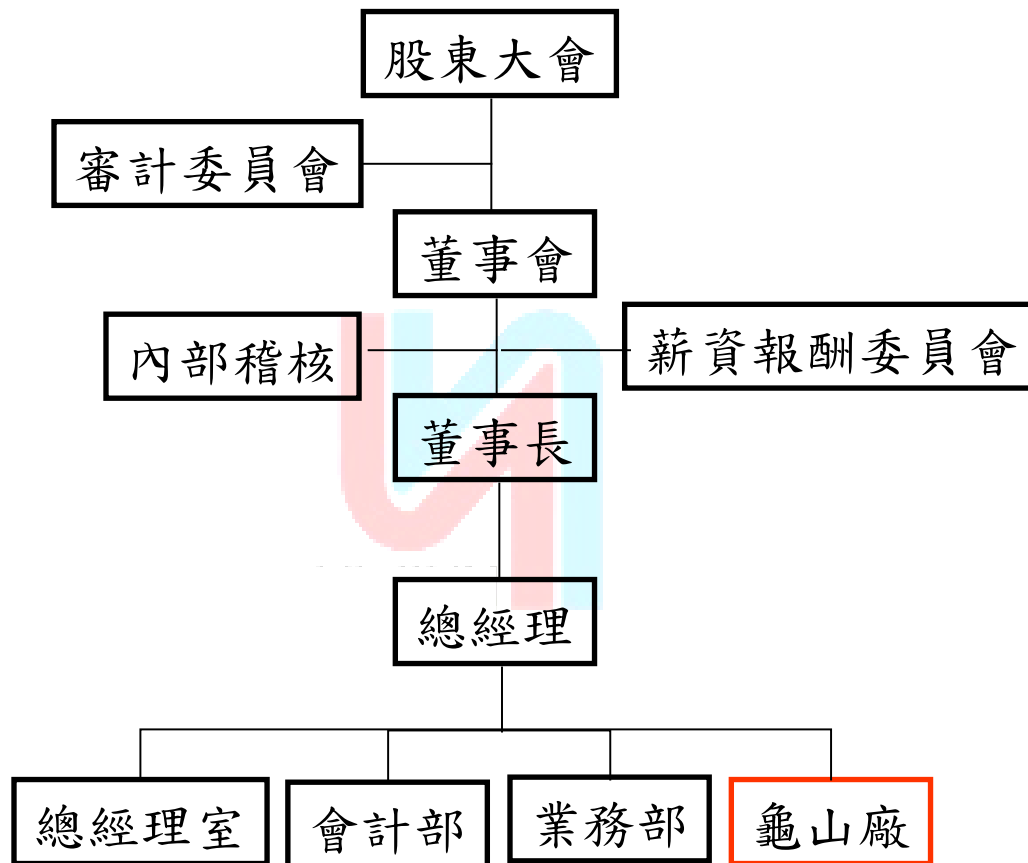 股東大會
審計委員會
董事會
內部稽核
薪資報酬委員會
董事長
總經理
總經理室
會計部
業務部
龜山廠